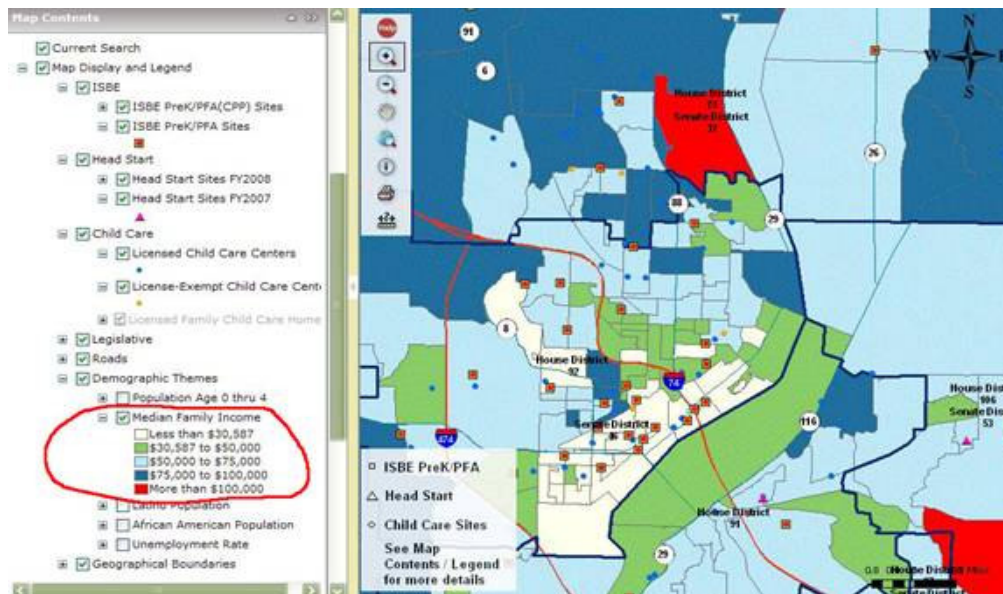 Map Contents
Current Search
Map Display and Legend
ISBE
ISBE PreK/PFA(CPP) Sites
ISBE PreK/PFA Sites
Head Start
Head Start Sites FY2008
Head Start Sites FY2007
Child Care
Licensed Child Care Centers
License-Exempt Child Care Cent
Licensed Family Child Care Home
Legislative
Roads
Demographic Themes
Population Age 0 thru 4
Median Family Income
Less than $30,587
$30,587 to $50,000
$50,000 to $75,000
$75,000 to $100,000
More than $100,000
Latino Population
African American Population
Unemployment Rate
Geographical Boundaries
Help
91
6
N
W
S
26
House District
Senate District
88
29
8
House District
92
74
Senate District
474
116
House Di
106
Senate Di
53
House District
91
29
ISBE PreK/PFA
Head Start
Child Care Sites
See Map
Contents / Legend
for more details
House District
Senate Di